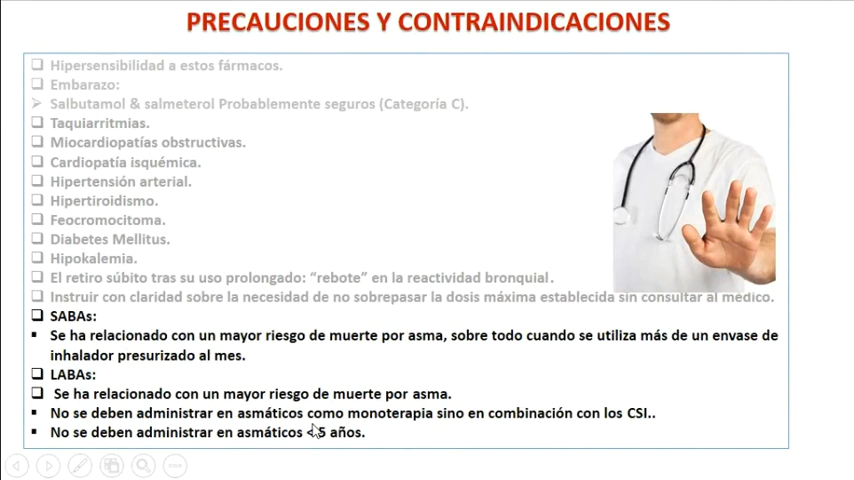 PRECAUCIONES Y CONTRAINDICACIONES
Hipersensibilidad a estos fármacos.
Embarazo:
Salbutamol & salmeterol Probablemente seguros (Categoría C).
Taquiarritmias.
Miocardiopatías obstructivas.
Cardiopatía isquémica.
Hipertensión arterial.
Hipertiroidismo.
Feocromocitoma.
Diabetes Mellitus.
Hipokalemia.
El retiro súbito tras su uso prolongado: “rebote” en la reactividad bronquial.
Instruir con claridad sobre la necesidad de no sobrepasar la dosis máxima establecida sin consultar al médico.
SABAs:
Se ha relacionado con un mayor riesgo de muerte por asma, sobre todo cuando se utiliza más de un envase de
inhalador presurizado al mes.
LABAs:
Se ha relacionado con un mayor riesgo de muerte por asma.
No se deben administrar en asmáticos como monoterapia sino en combinación con los CSI..
No se deben administrar en asmáticos <5 años.